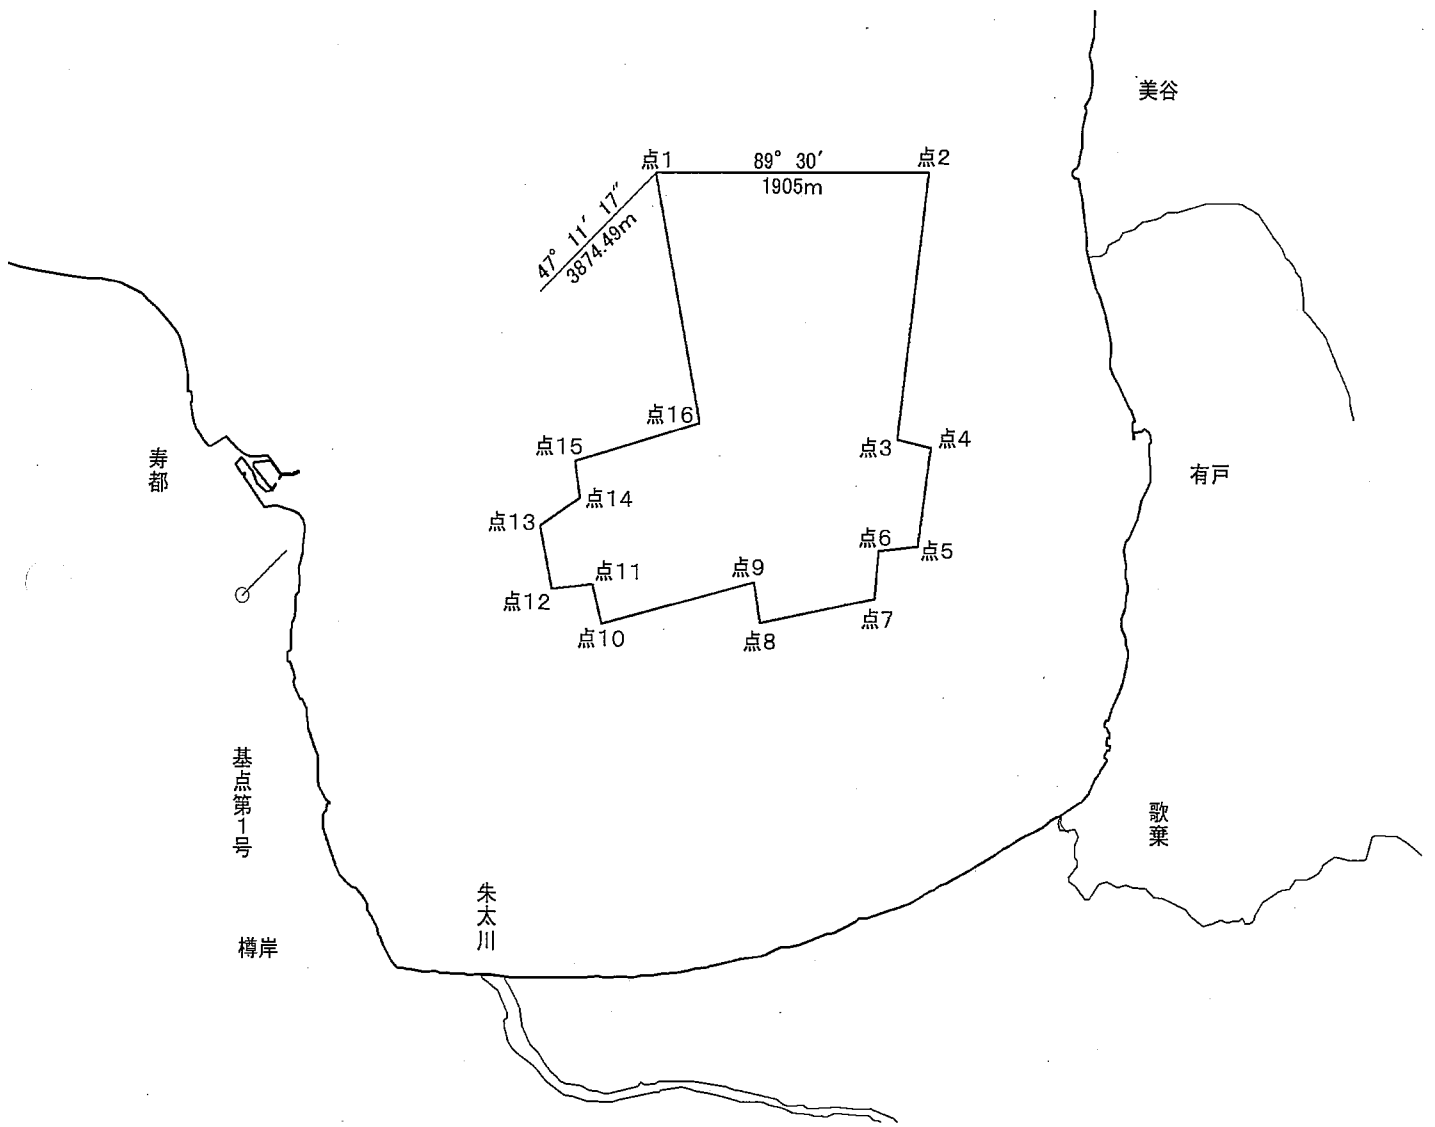 美谷
点1
89° 30′
点2
1905m
47° 11′ 17″
3874.49m
点16
点3
点4
点15
寿都
有戸
点14
点13
点6
点5
点11
点9
点12
点10
点8
点7
基点第1号
歌棄
朱太川
樽岸